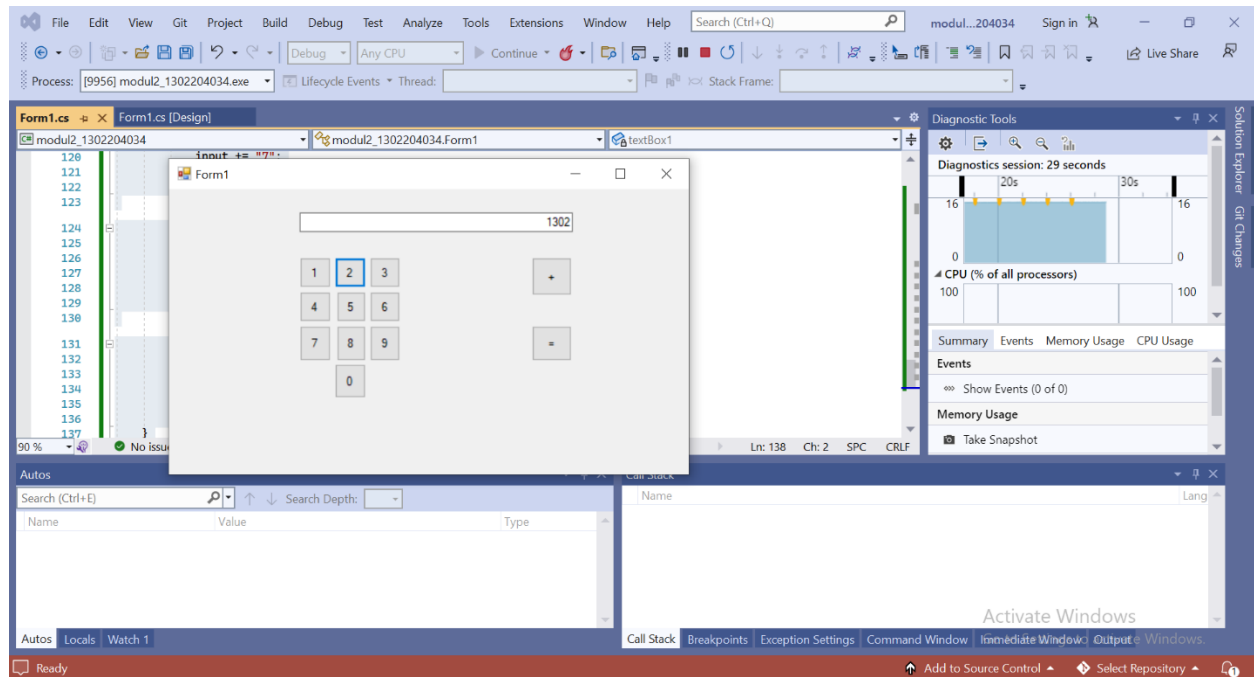 File Edit View Git Project Build Debug Test Analyze Tools Extensions Window Help Search (Ctrl+Q) modul...204034 Sign in
Debug Any CPU Continue Live Share
Process: [9956] modul2_1302204034.exe Lifecycle Events Thread: Stack Frame:
Form1.cs Form1.cs [Design]
modul2_1302204034 modul2_1302204034.Form1 textBox1
120 input += "7";
121
122
123
124
125
126
127
128
129
130
131
132
133
134
135
136
137 }
90 % No issu Ln: 138 Ch: 2 SPC CRLF
Form1
1302
1 2 3 +
4 5 6
7 8 9 =
0
Diagnostic Tools
Diagnostics session: 29 seconds
20s 30s
16 16
0 0
CPU (% of all processors)
100 100
Summary Events Memory Usage CPU Usage
Events
Show Events (0 of 0)
Memory Usage
Take Snapshot
Solution Explorer
Git Changes
Autos
Search (Ctrl+E) Search Depth:
Name Value Type
Autos Locals Watch 1
Call Stack
Name Lang
Call Stack Breakpoints Exception Settings Command Window Immediate Window Output
Activate Windows
Windows.
Ready Add to Source Control Select Repository